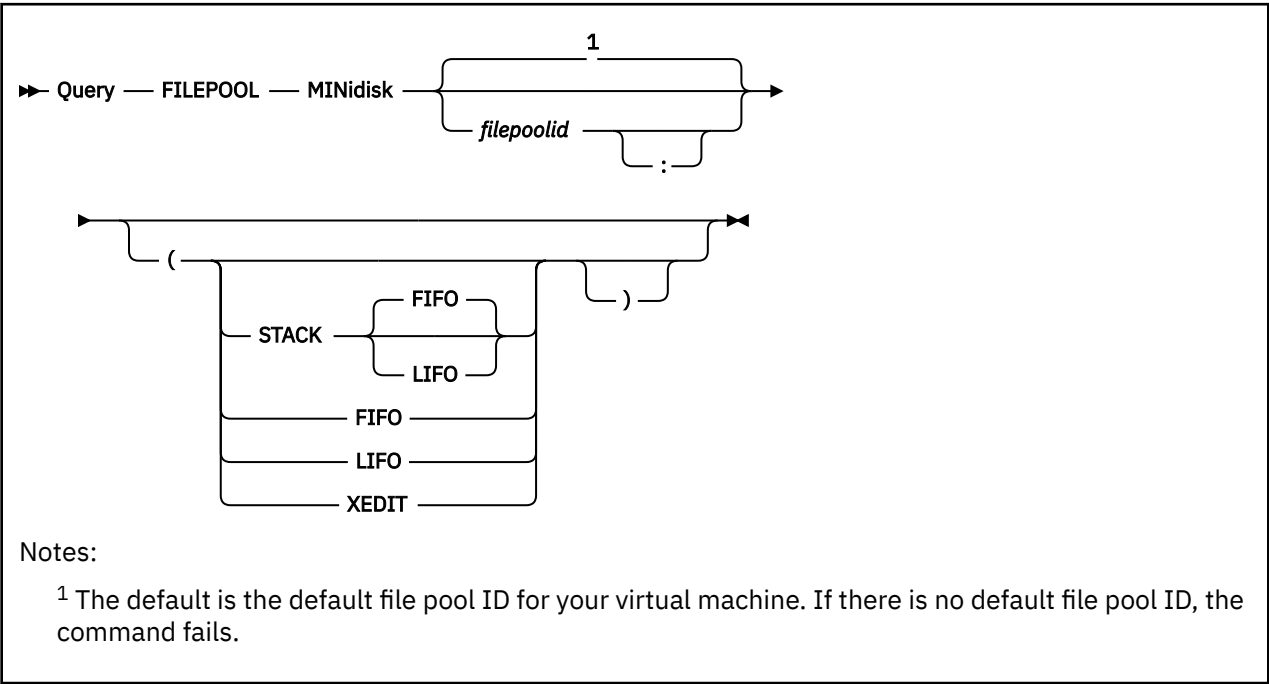 1
Query FILEPOOL MINidisk
filepoolid
:
(
FIFO
)
STACK
LIFO
FIFO
LIFO
XEDIT
Notes:
1 The default is the default file pool ID for your virtual machine. If there is no default file pool ID, the
command fails.